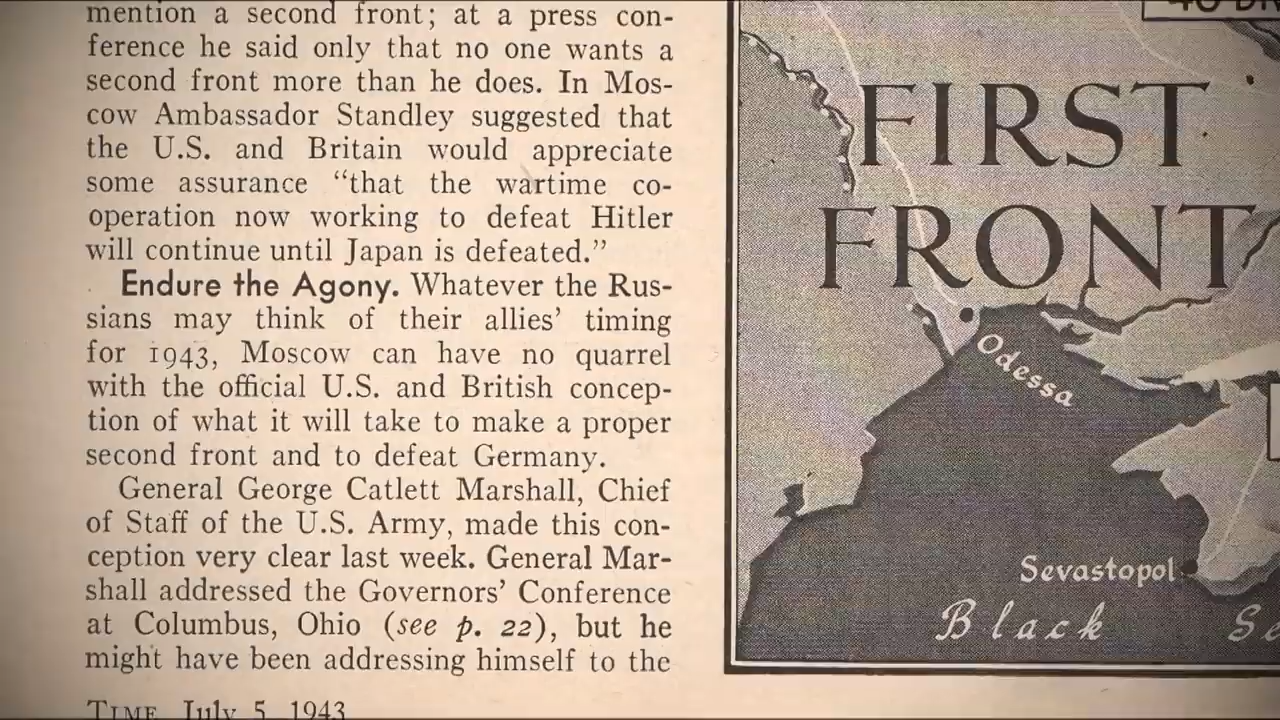 mention a second front; at a press con-
ference he said only that no one wants a
second front more than he does. In Mos-
cow Ambassador Standley suggested that
the U.S. and Britain would appreciate
some assurance “that the wartime co-
operation now working to defeat Hitler
will continue until Japan is defeated.”
Endure the Agony. Whatever the Rus-
sians may think of their allies’ timing
for 1943, Moscow can have no quarrel
with the official U.S. and British concep-
tion of what it will take to make a proper
second front and to defeat Germany.
General George Catlett Marshall, Chief
of Staff of the U.S. Army, made this con-
ception very clear last week. General Mar-
shall addressed the Governors’ Conference
at Columbus, Ohio (see p. 22), but he
might have been addressing himself to the
TIME, July 5, 1943
FIRST
FRONT
Odessa
Sevastopol
Black